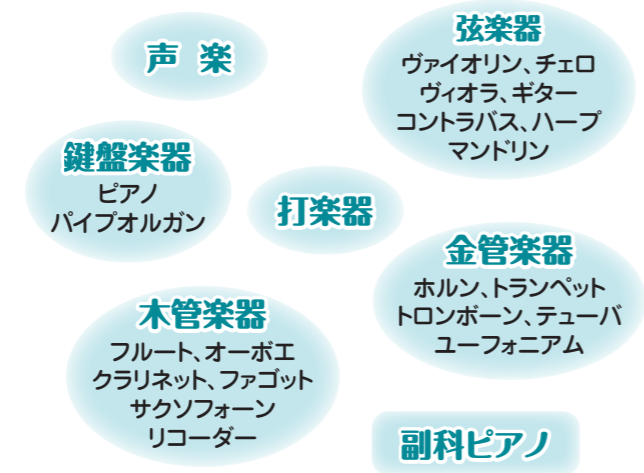 声 楽
弦楽器
ヴァイオリン、チェロ
ヴィオラ、ギター
コントラバス、ハープ
マンドリン
鍵盤楽器
ピアノ
パイプオルガン
打楽器
金管楽器
ホルン、トランペット
トロンボーン、テューバ
ユーフォニアム
木管楽器
フルート、オーボエ
クラリネット、ファゴット
サクソフォーン
リコーダー
副科ピアノ